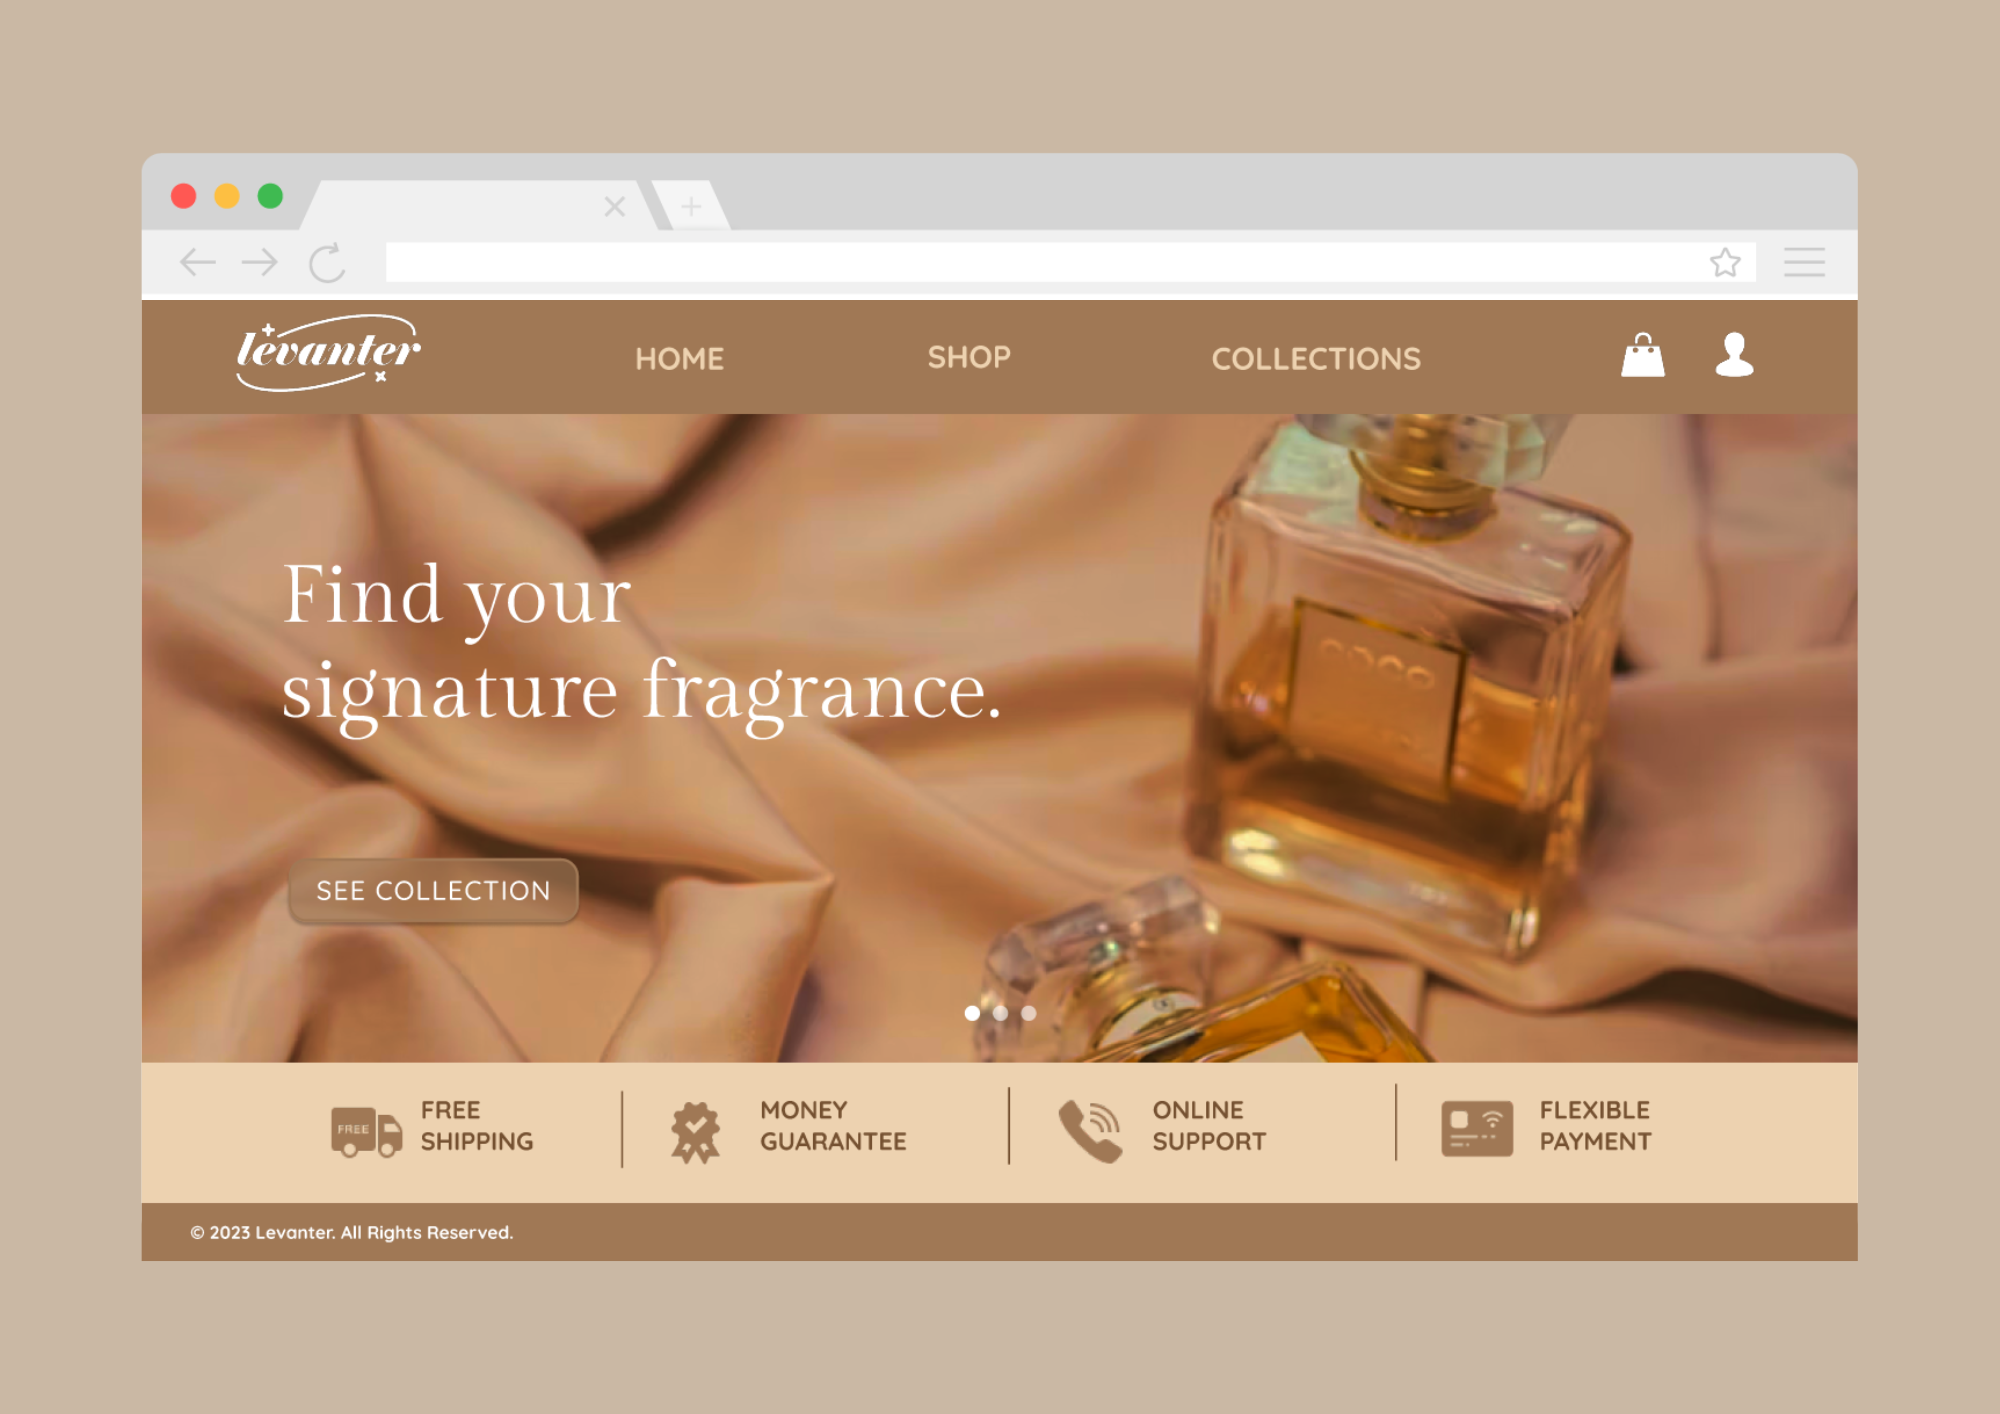 levanter
HOME
SHOP
COLLECTIONS
COCO
Find your
signature fragrance.
SEE COLLECTION
FREE
FREE
SHIPPING
MONEY
GUARANTEE
ONLINE
SUPPORT
FLEXIBLE
PAYMENT
© 2023 Levanter. All Rights Reserved.